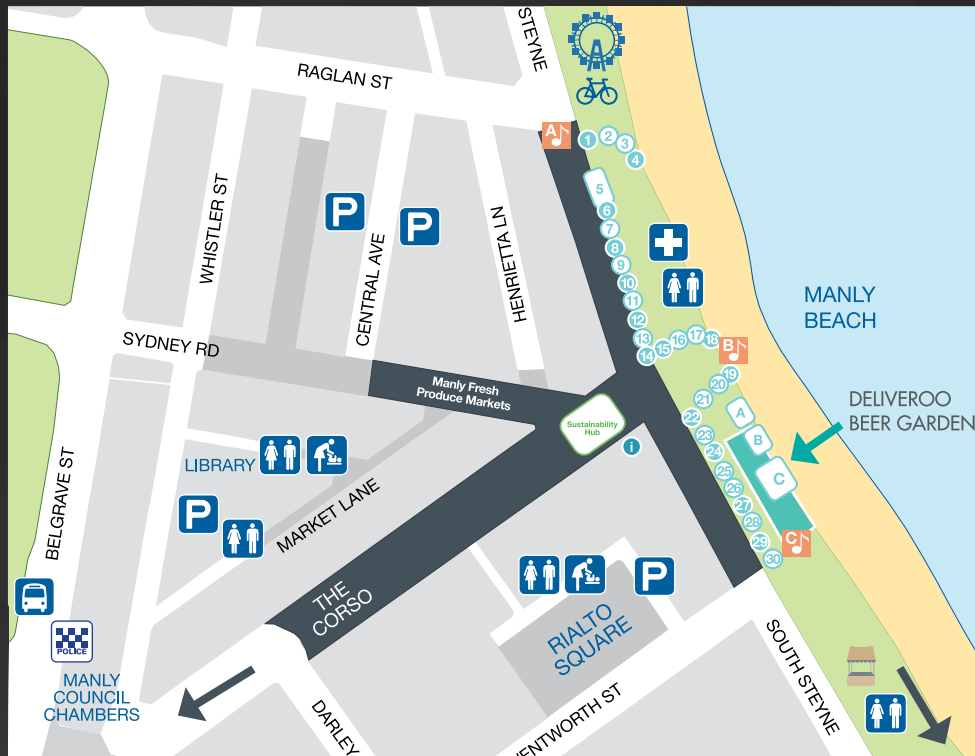 STEYNE
RAGLAN ST
A
1
2
3
4
5
6
7
8
9
10
11
12
13
14
15
16
17
18
B
19
20
21
22
23
24
25
26
27
28
29
30
A
B
C
C
WHISTLER ST
P
P
CENTRAL AVE
HENRIETTA LN
MANLY
BEACH
SYDNEY RD
Manly Fresh
Produce Markets
Sustainability
Hub
i
DELIVEROO
BEER GARDEN
LIBRARY
P
MARKET LANE
BELGRAVE ST
THE
CORSO
P
RIALTO
SQUARE
POLICE
MANLY
COUNCIL
CHAMBERS
DARLEY
WENTWORTH ST
SOUTH STEYNE